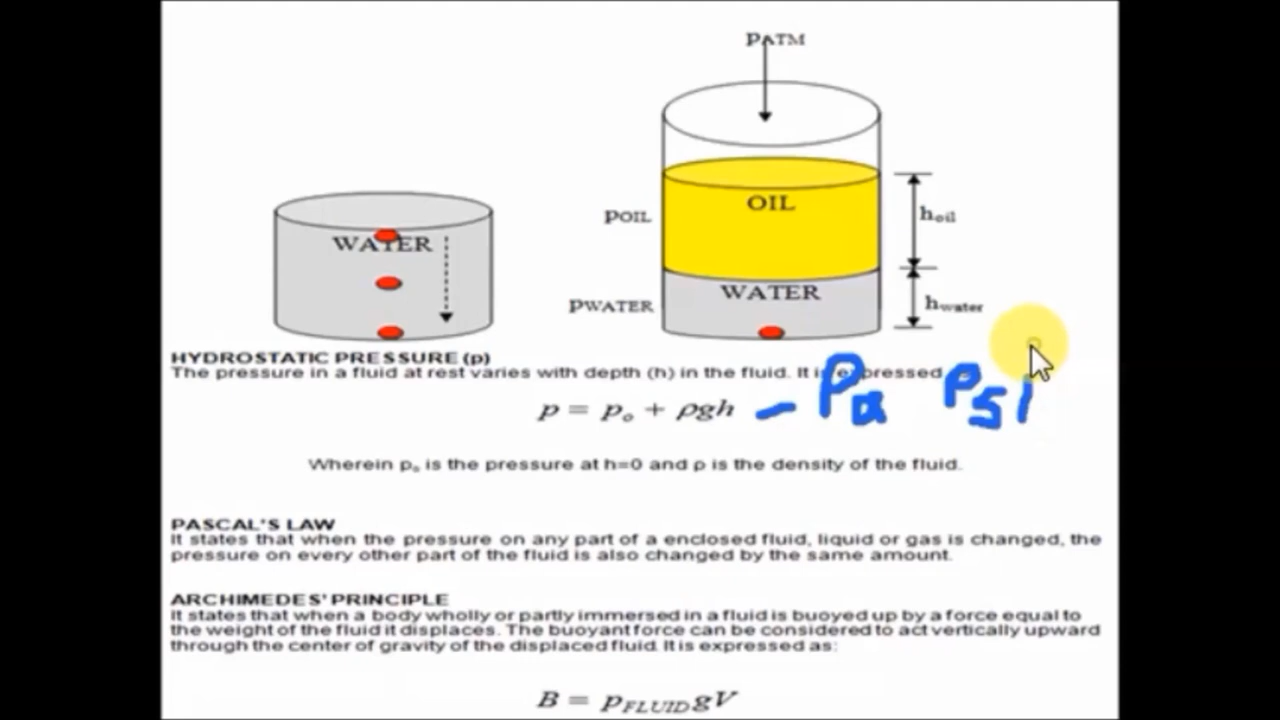 PATM
OIL
POIL
hoil
WATER
WATER
PWATER
hwater
HYDROSTATIC PRESSURE (p)
The pressure in a fluid at rest varies with depth (h) in the fluid. It is expressed
p = po + ρgh – Pa PSI
Wherein po is the pressure at h=0 and p is the density of the fluid.
PASCAL'S LAW
It states that when the pressure on any part of a enclosed fluid, liquid or gas is changed, the
pressure on every other part of the fluid is also changed by the same amount.
ARCHIMEDES' PRINCIPLE
It states that when a body wholly or partly immersed in a fluid is buoyed up by a force equal to
the weight of the fluid it displaces. The buoyant force can be considered to act vertically upward
through the center of gravity of the displaced fluid. It is expressed as:
B = pFLUID gV